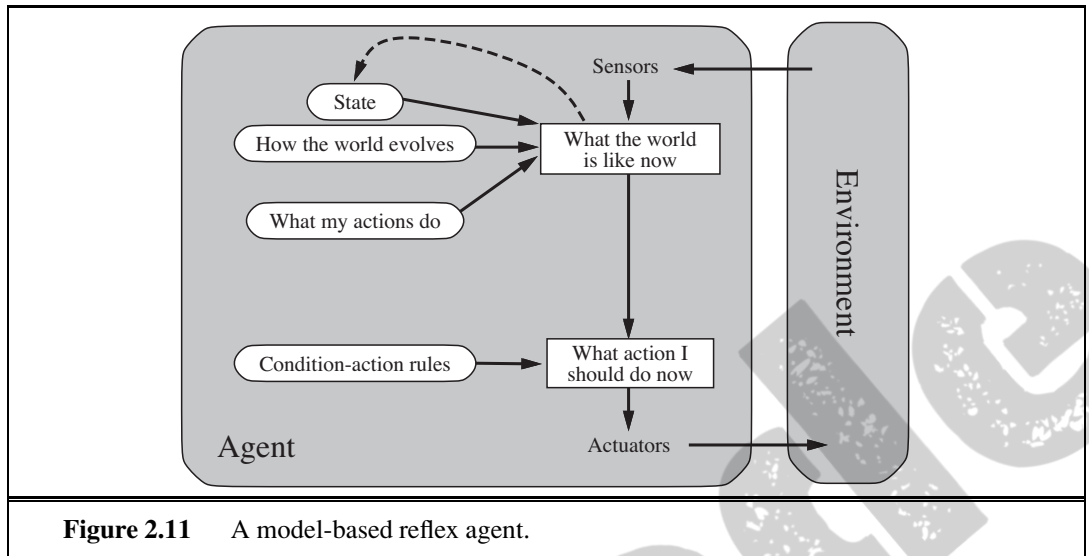 Sensors
State
How the world evolves
What the world
is like now
What my actions do
Environment
Condition-action rules
What action I
should do now
Agent
Actuators
Figure 2.11 A model-based reflex agent.